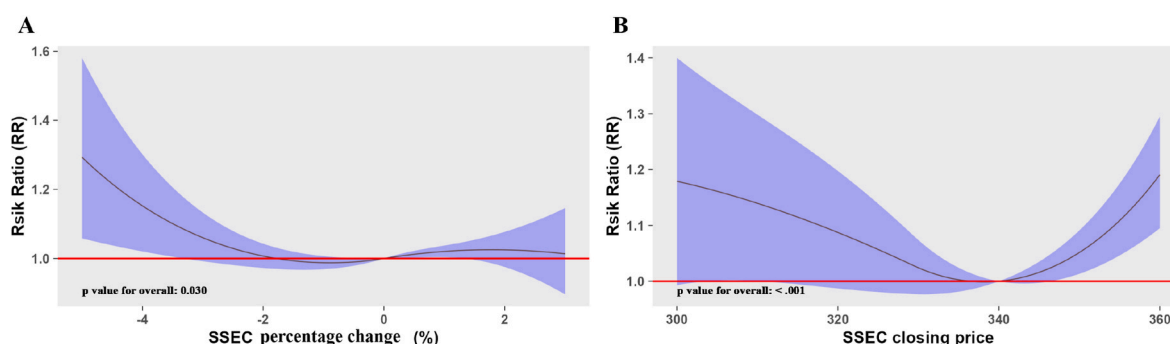 A
Rsik Ratio (RR)
1.6
1.4
1.2
1.0
p value for overall: 0.030
-4
-2
0
2
SSEC percentage change (%)
B
Rsik Ratio (RR)
1.4
1.3
1.2
1.1
1.0
p value for overall: < .001
300
320
340
360
SSEC closing price